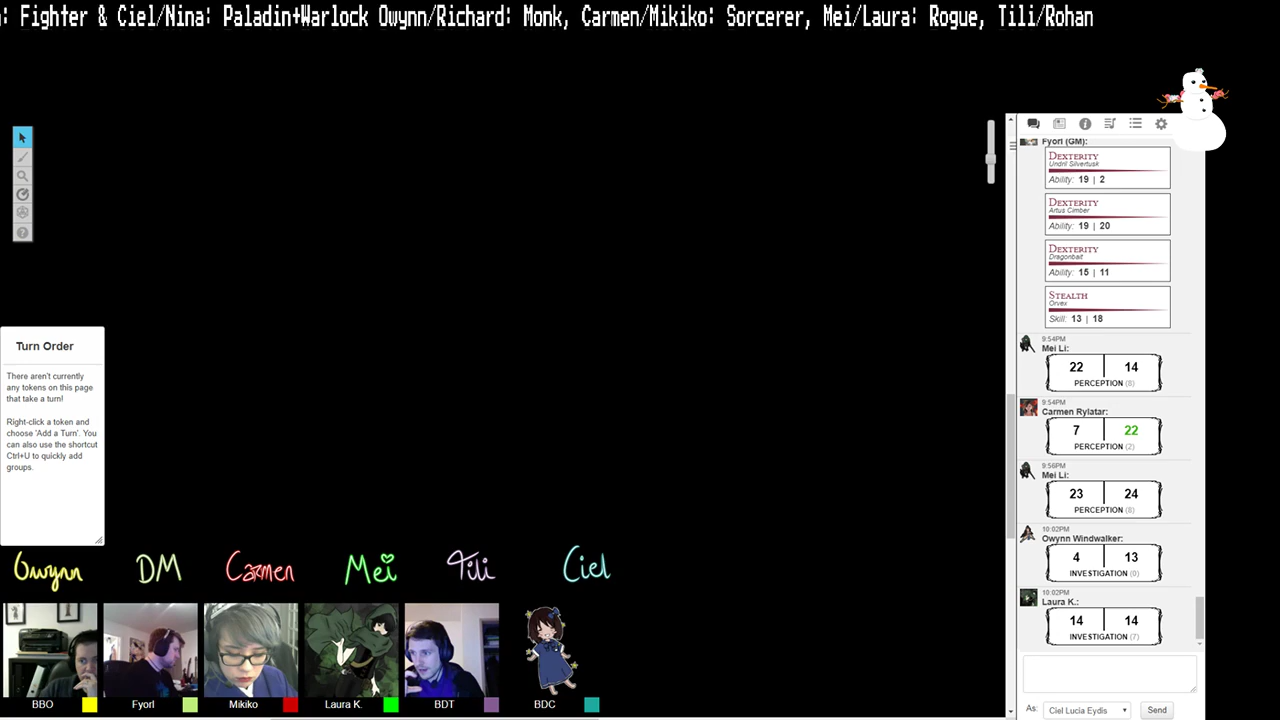 : Fighter & Ciel/Nina: Paladin+Warlock Owynn/Richard: Monk, Carmen/Mikiko: Sorcerer, Mei/Laura: Rogue, Tili/Rohan
Fyorl (GM):
DEXTERITY
Undril Silvertusk
Ability: 19 | 2
DEXTERITY
Artus Cimber
Ability: 19 | 20
DEXTERITY
Dragonbait
Ability: 15 | 11
STEALTH
Orvex
Skill: 13 | 18
9:54PM
Mei Li:
22 14
PERCEPTION (8)
9:54PM
Carmen Rylatar:
7 22
PERCEPTION (2)
9:56PM
Mei Li:
23 24
PERCEPTION (8)
10:02PM
Owynn Windwalker:
4 13
INVESTIGATION (0)
10:02PM
Laura K.:
14 14
INVESTIGATION (7)
As: Ciel Lucia Eydis Send
Turn Order
There aren't currently
any tokens on this page
that take a turn!
Right-click a token and
choose 'Add a Turn'. You
can also use the shortcut
Ctrl+U to quickly add
groups.
Owynn DM Carmen Mei Tili Ciel
BBO Fyorl Mikiko Laura K. BDT BDC